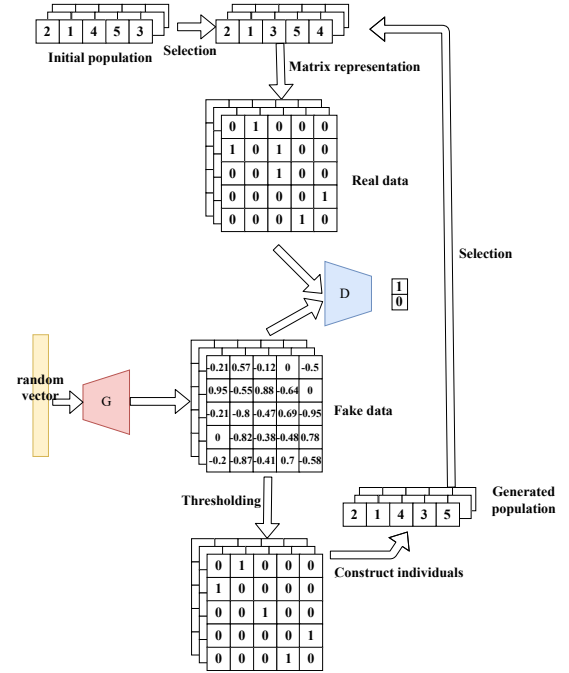 2 1 4 5 3
2 1 3 5 4
Initial population
Selection
Matrix representation
0 1 0 0 0
1 0 1 0 0
0 0 1 0 0
0 0 0 0 1
0 0 0 1 0
Real data
Selection
D
1
0
random
vector
G
-0.21 0.57 -0.12 0 -0.5
0.95 -0.55 0.88 -0.64 0
-0.21 -0.8 -0.47 0.69 -0.95
0 -0.82 -0.38 -0.48 0.78
-0.2 -0.87 -0.41 0.7 -0.58
Fake data
Thresholding
Generated
population
2 1 4 3 5
0 1 0 0 0
1 0 0 0 0
0 0 1 0 0
0 0 0 0 1
0 0 0 1 0
Construct individuals